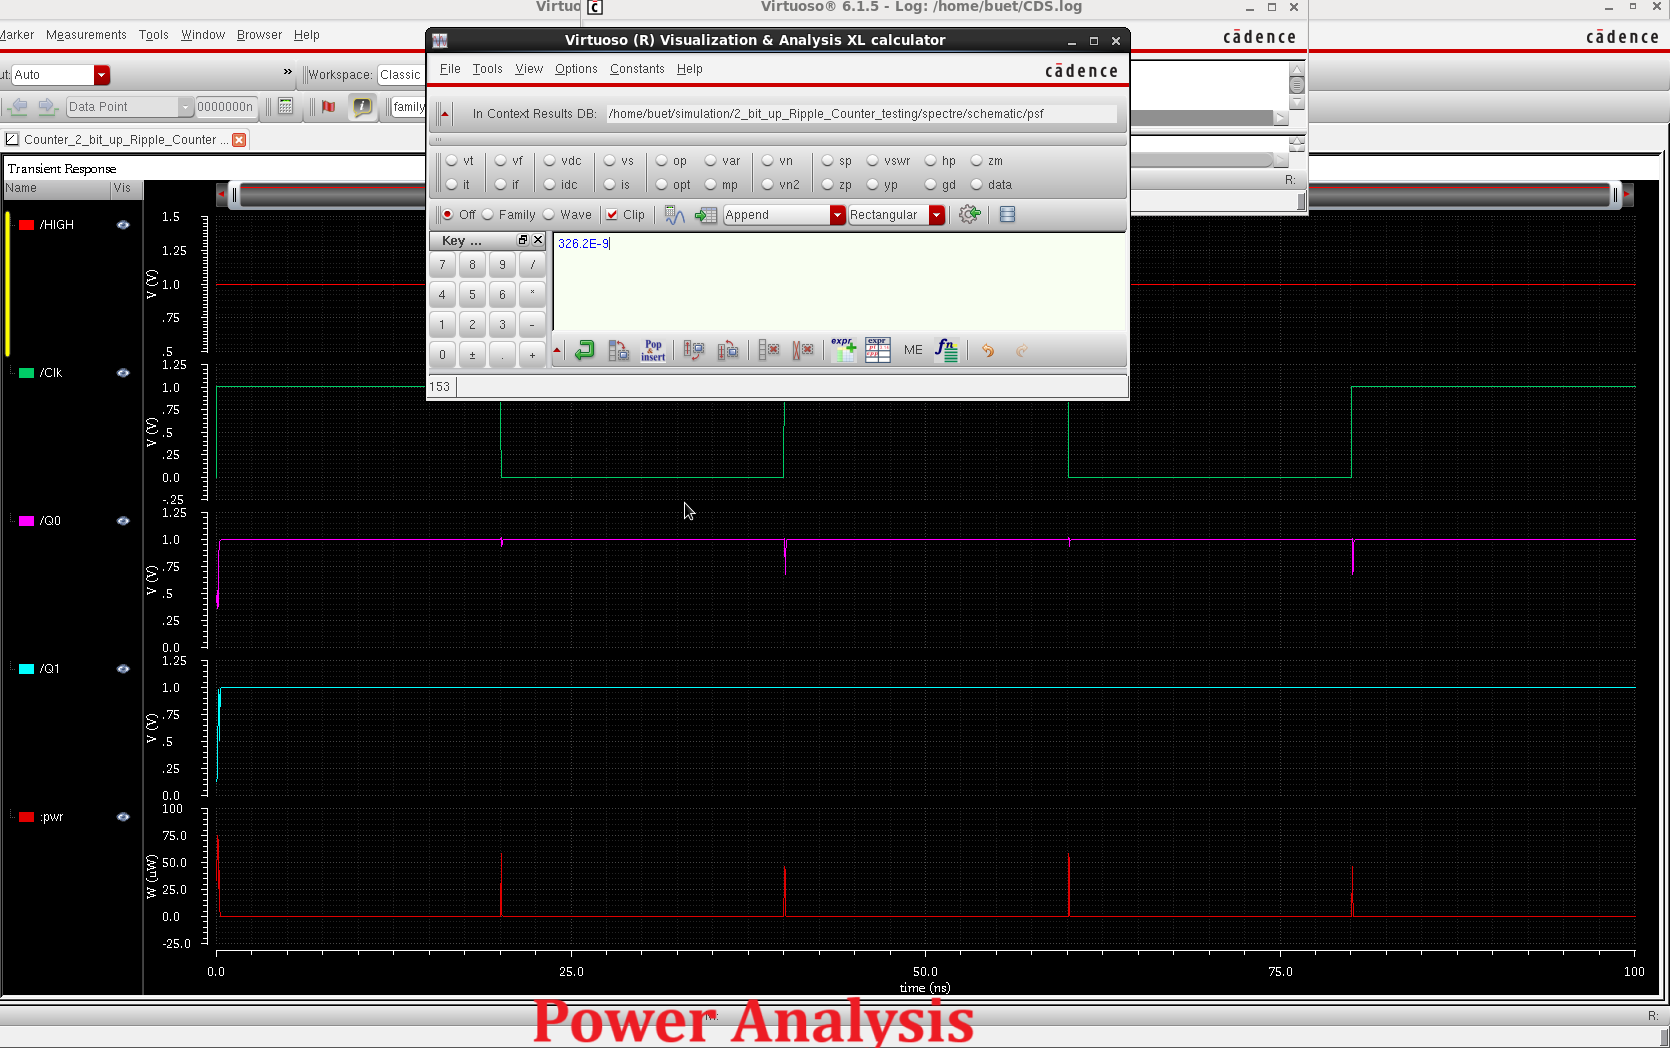 Virtuo
Virtuoso® 6.1.5 - Log: /home/buet/CDS.log
Marker Measurements Tools Window Browser Help
cādence
cādence
Virtuoso (R) Visualization & Analysis XL calculator
File Tools View Options Constants Help
cādence
ut: Auto
» Workspace: Classic
Data Point 0000000n
family
In Context Results DB: /home/buet/simulation/2_bit_up_Ripple_Counter_testing/spectre/schematic/psf
Counter_2_bit_up_Ripple_Counter ...
vt vf vdc vs op var vn sp vswr hp zm
it if idc is opt mp vn2 zp yp gd data
R:
Off Family Wave Clip Append Rectangular
Key ...
326.2E-9
7 8 9 /
4 5 6 *
1 2 3 -
0 ± . +
Pop & insert
expr
expr
ME fn
153
Transient Response
Name Vis
/HIGH
1.5
1.25
1.0
.75
.5
V (V)
/Clk
1.25
1.0
.75
.5
.25
0.0
-.25
V (V)
/Q0
1.25
1.0
.75
.5
.25
0.0
V (V)
/Q1
1.25
1.0
.75
.5
.25
0.0
V (V)
:pwr
100
75.0
50.0
25.0
0.0
-25.0
W (uW)
0.0 25.0 50.0 75.0 100
time (ns)
Power Analysis
R: